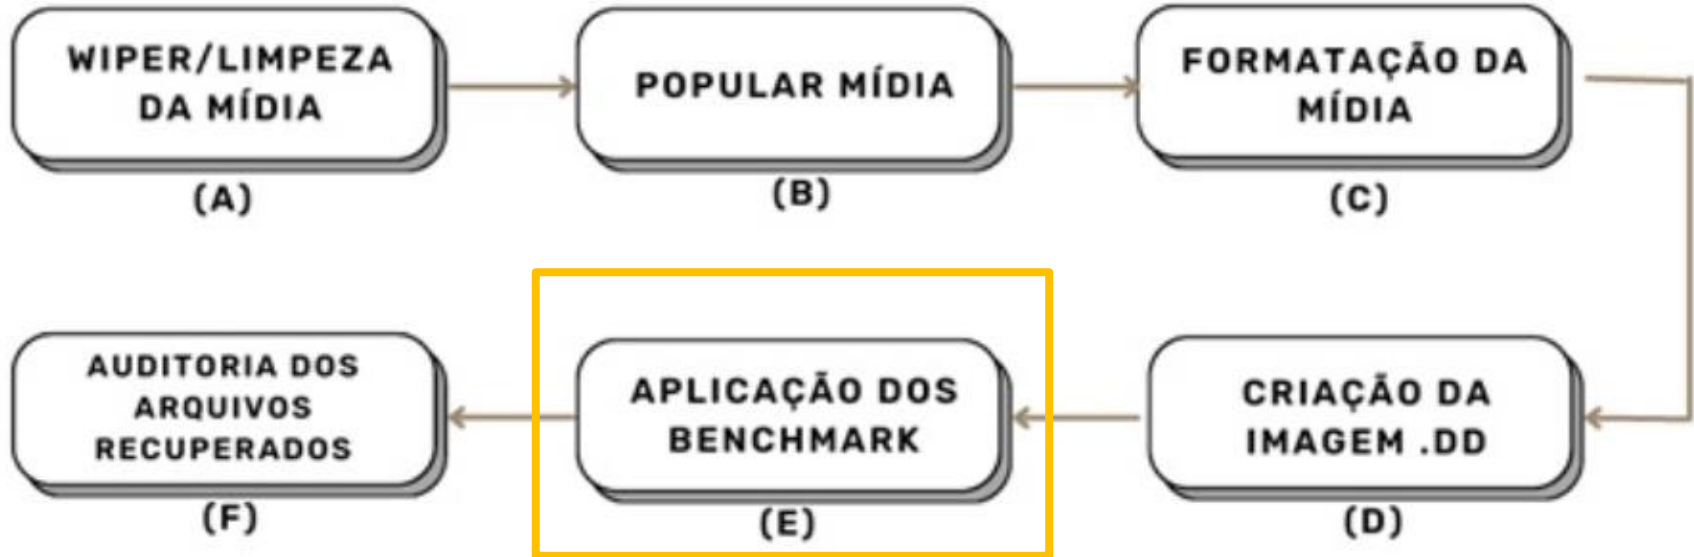 WIPER/LIMPEZA
DA MÍDIA
(A)
POPULAR MÍDIA
(B)
FORMATAÇÃO DA
MÍDIA
(C)
CRIAÇÃO DA
IMAGEM .DD
(D)
APLICAÇÃO DOS
BENCHMARK
(E)
AUDITORIA DOS
ARQUIVOS
RECUPERADOS
(F)